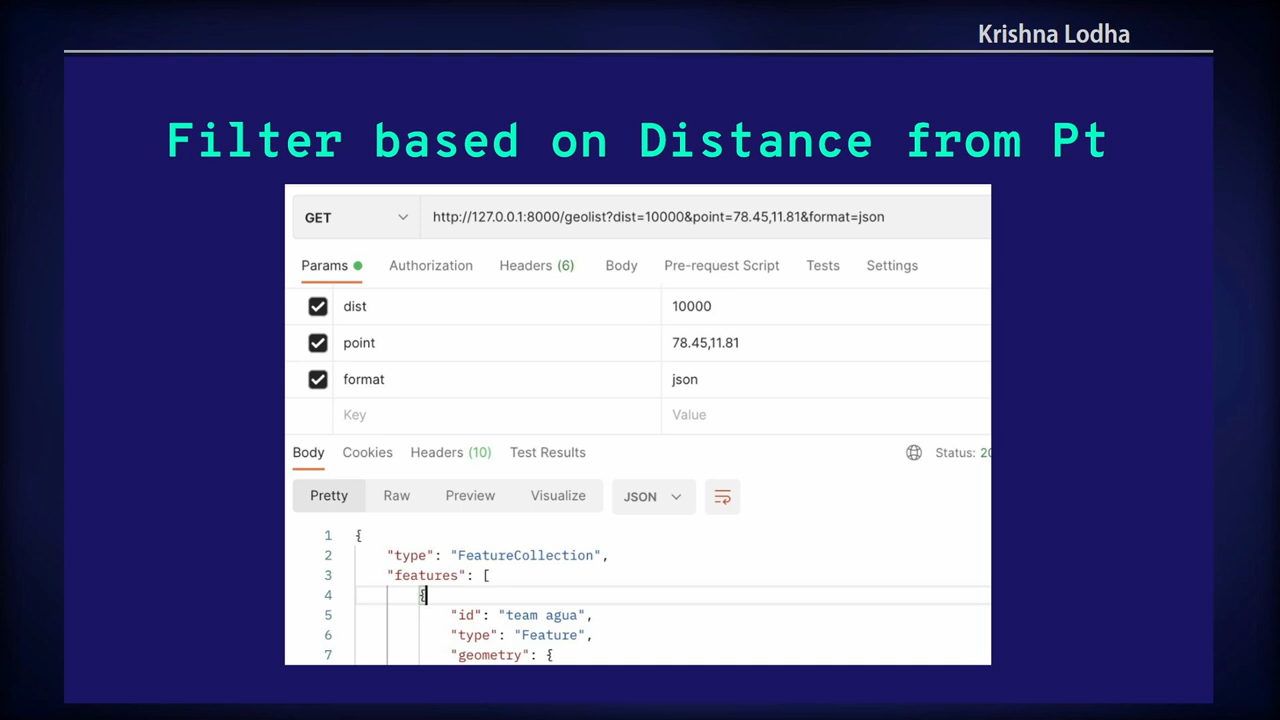 Krishna Lodha
Filter based on Distance from Pt
GET http://127.0.0.1:8000/geolist?dist=10000&point=78.45,11.81&format=json
Params Authorization Headers (6) Body Pre-request Script Tests Settings
dist 10000
point 78.45,11.81
format json
Key Value
Body Cookies Headers (10) Test Results Status: 20
Pretty Raw Preview Visualize JSON
1 {
2 "type": "FeatureCollection",
3 "features": [
4 {
5 "id": "team agua",
6 "type": "Feature",
7 "geometry": {